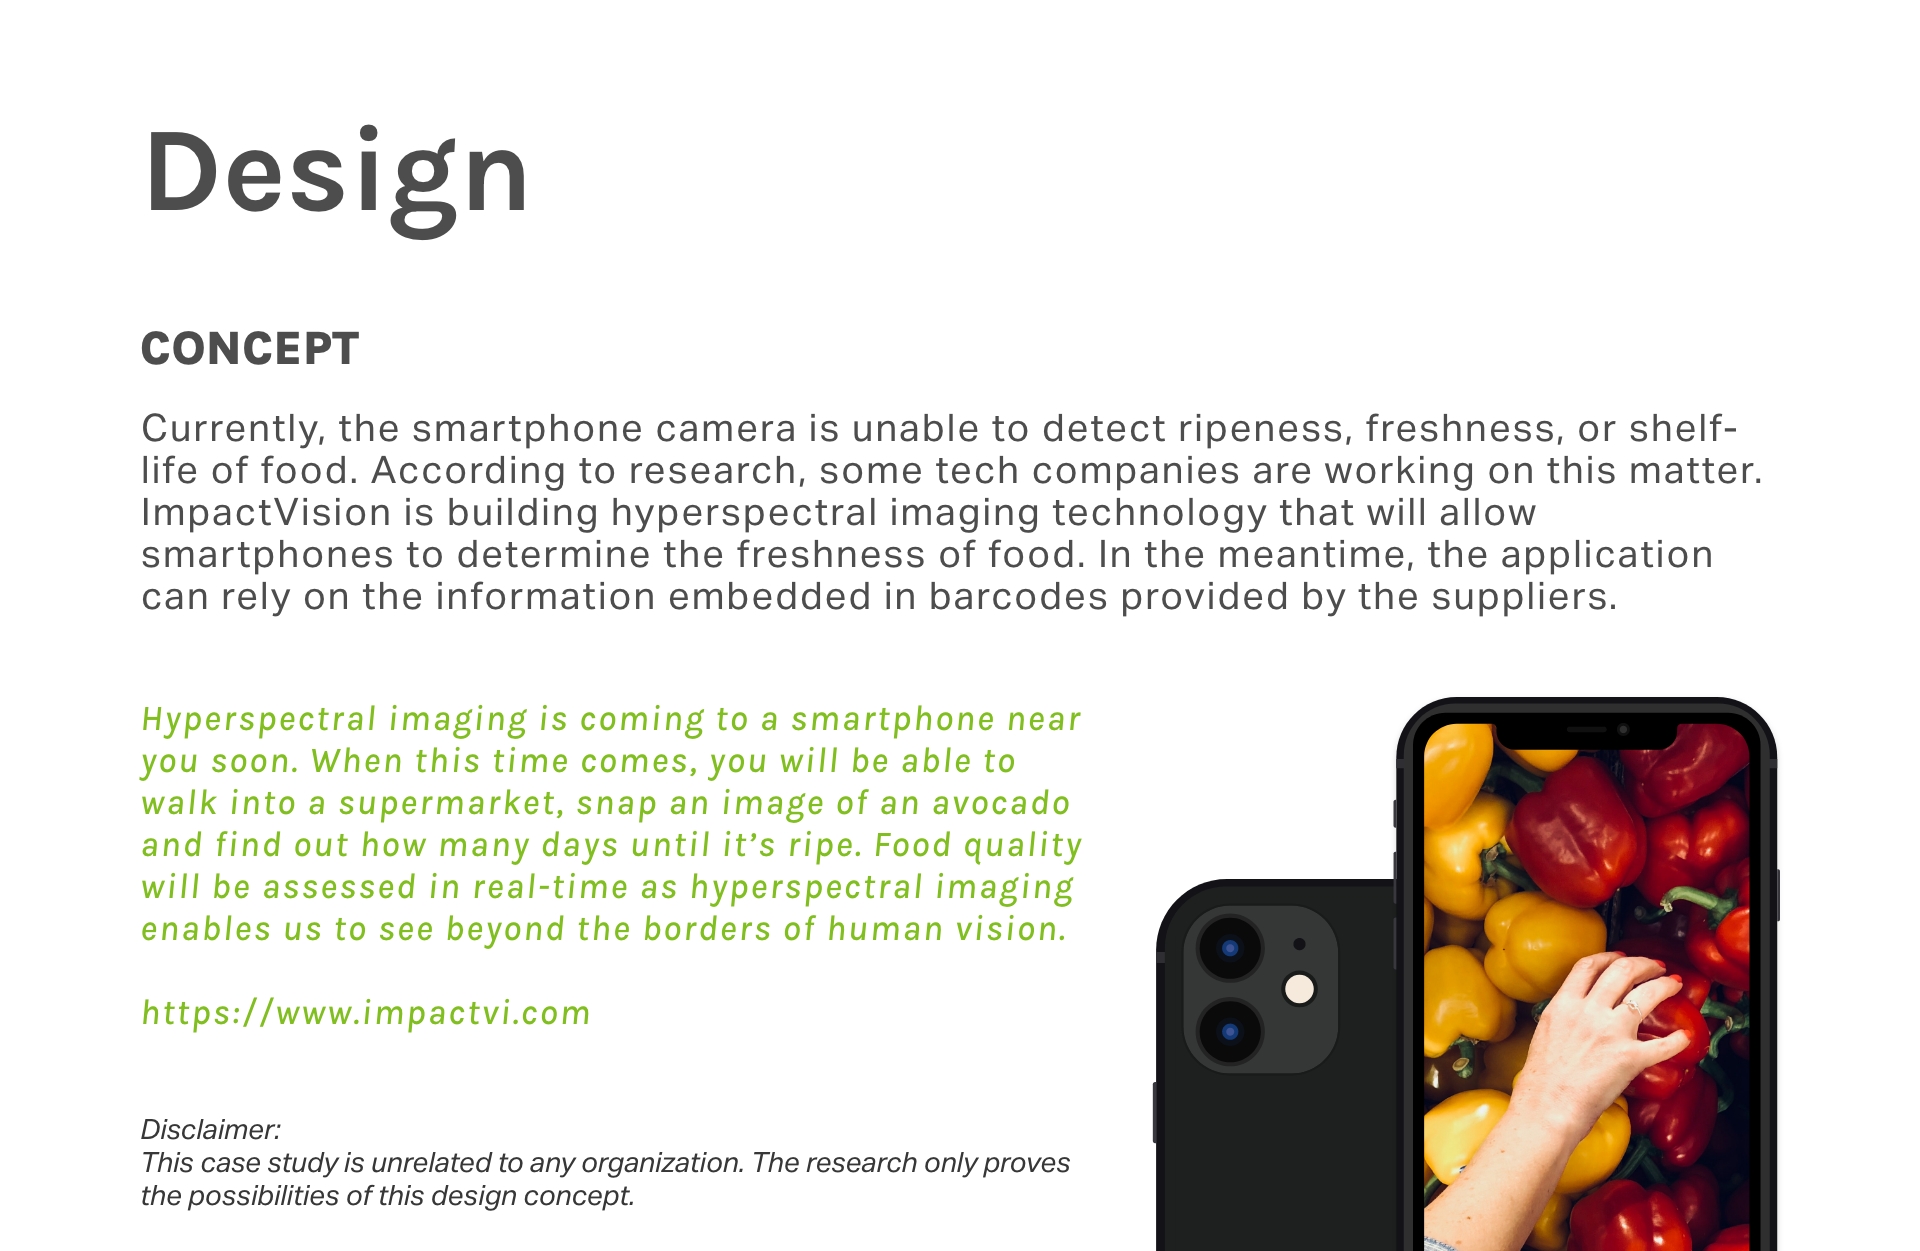 Design
CONCEPT
Currently, the smartphone camera is unable to detect ripeness, freshness, or shelf-
life of food. According to research, some tech companies are working on this matter.
ImpactVision is building hyperspectral imaging technology that will allow
smartphones to determine the freshness of food. In the meantime, the application
can rely on the information embedded in barcodes provided by the suppliers.
Hyperspectral imaging is coming to a smartphone near
you soon. When this time comes, you will be able to
walk into a supermarket, snap an image of an avocado
and find out how many days until it’s ripe. Food quality
will be assessed in real-time as hyperspectral imaging
enables us to see beyond the borders of human vision.
https://www.impactvi.com
Disclaimer:
This case study is unrelated to any organization. The research only proves
the possibilities of this design concept.